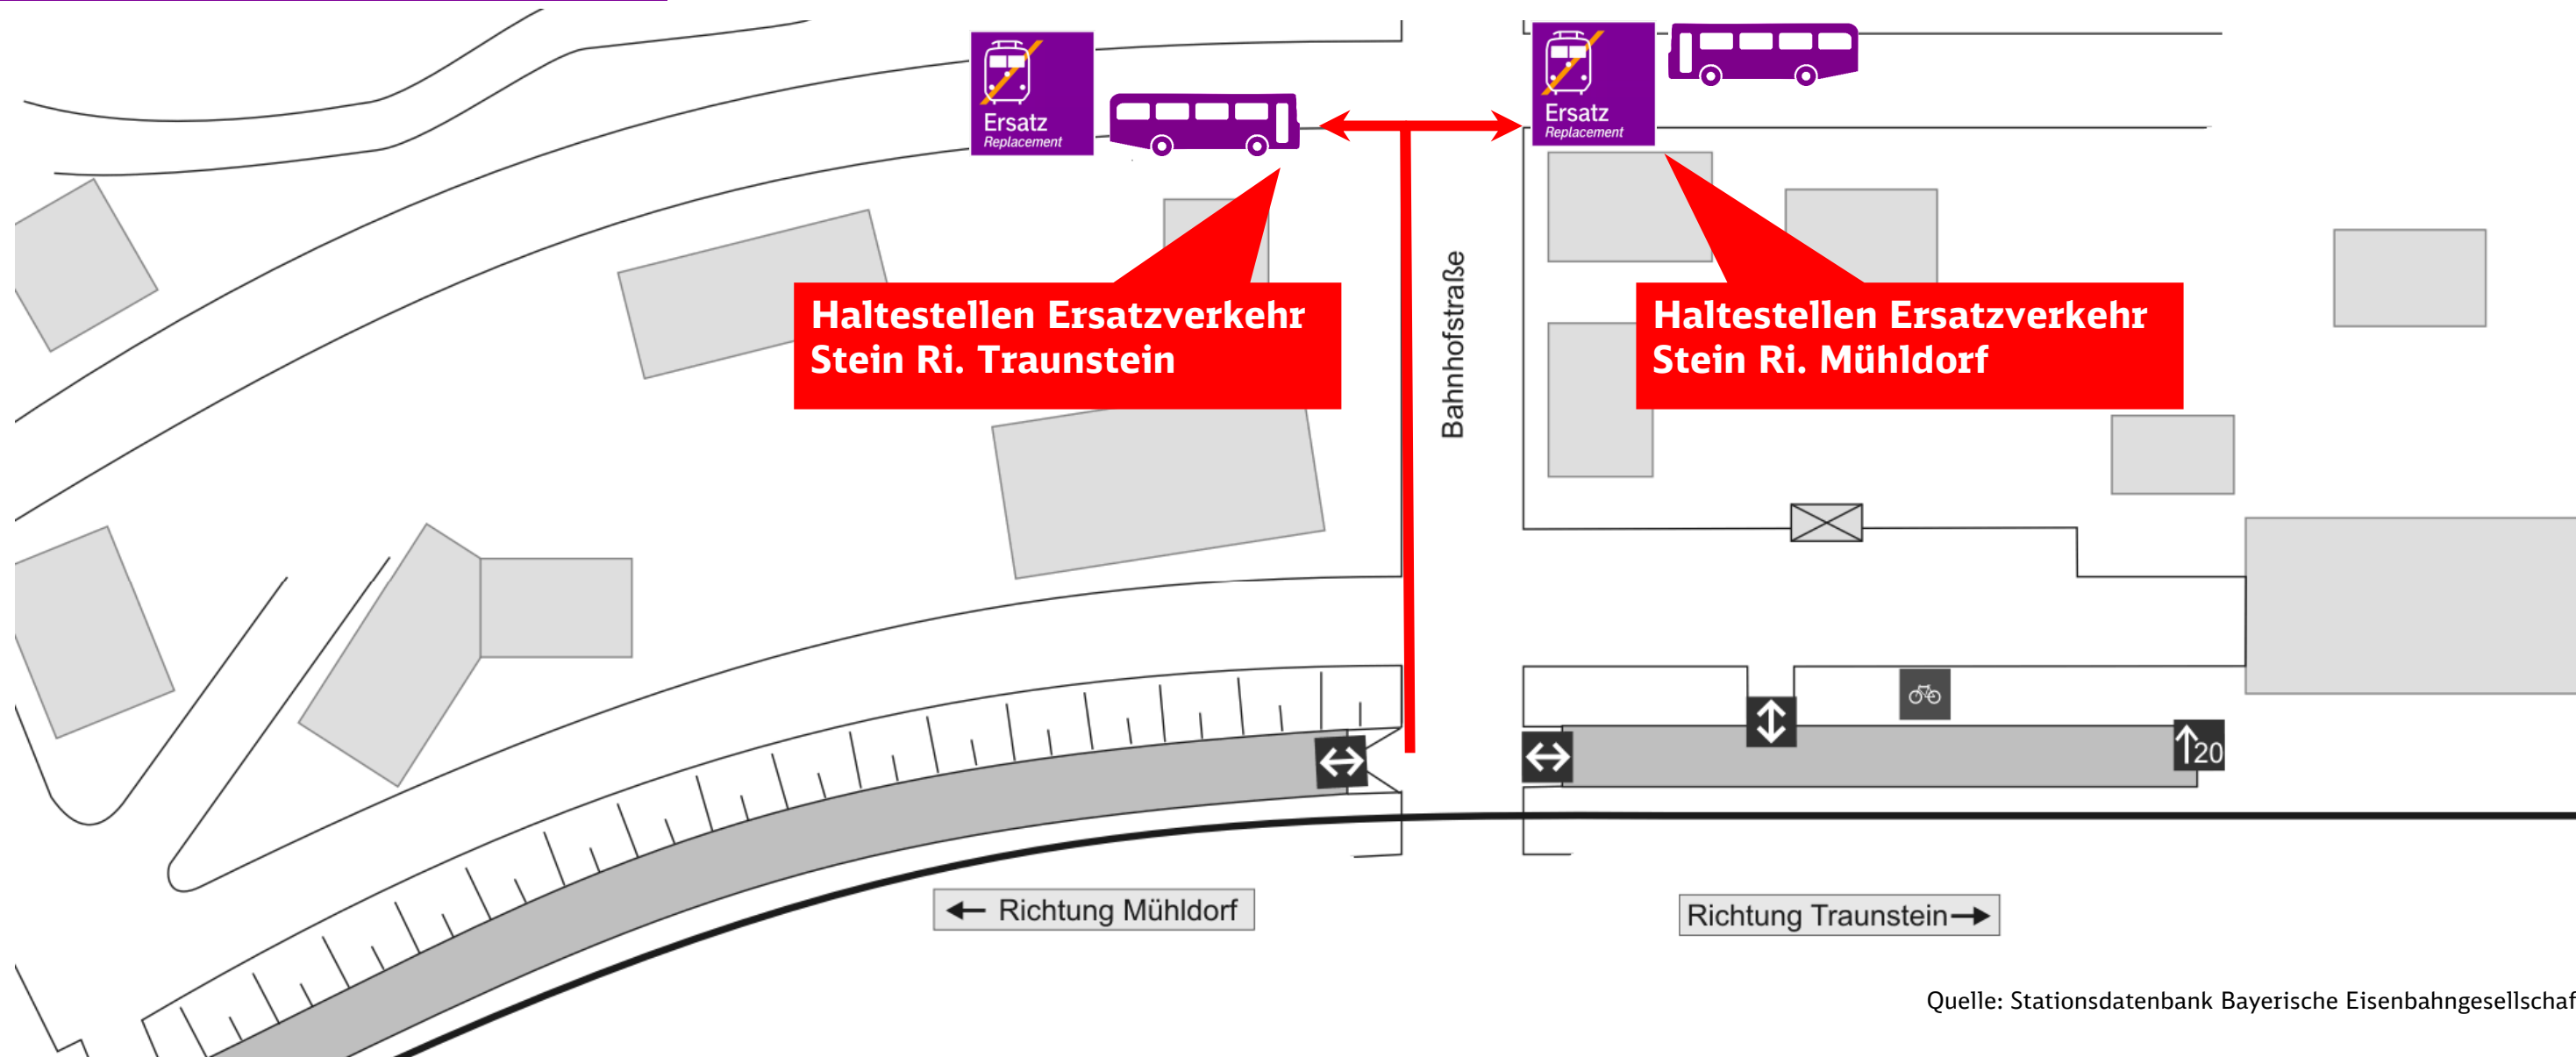 Ersatz
Replacement
Ersatz
Replacement
Haltestellen Ersatzverkehr
Stein Ri. Traunstein
Bahnhofstraße
Haltestellen Ersatzverkehr
Stein Ri. Mühldorf
20
Richtung Mühldorf
Richtung Traunstein
Quelle: Stationsdatenbank Bayerische Eisenbahngesellschaf